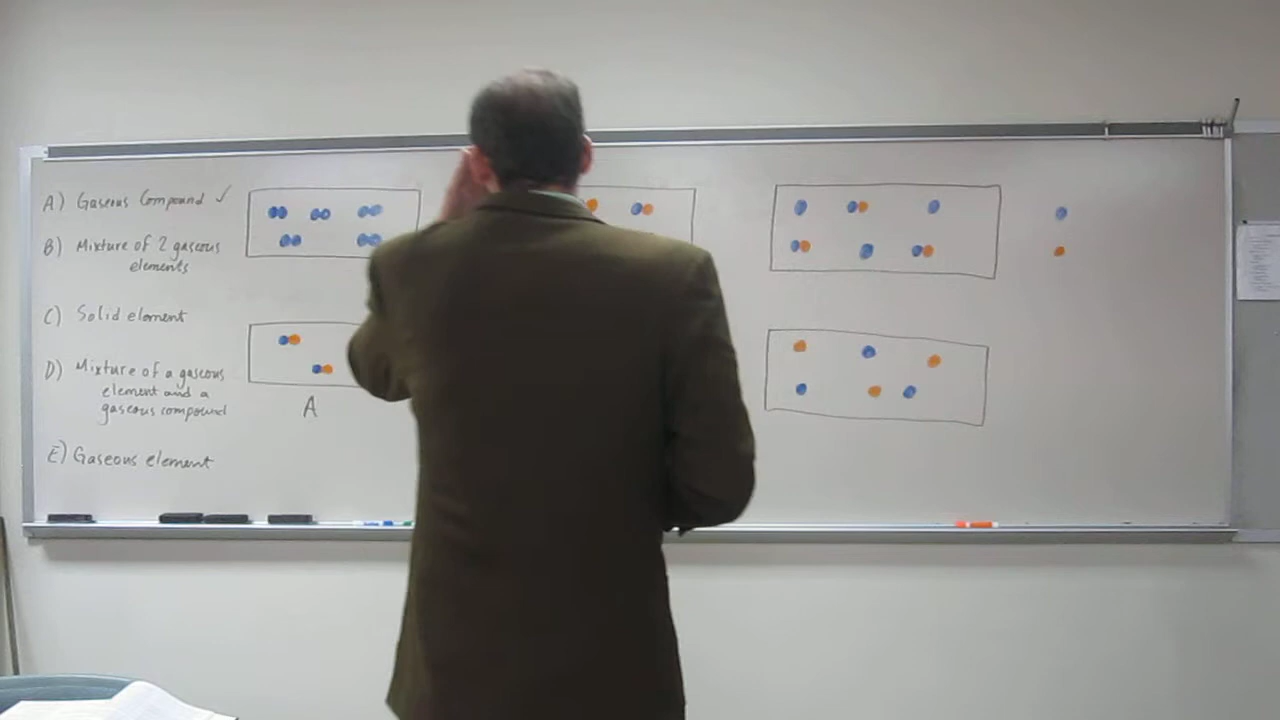 A) Gaseous Compound ✓
B) Mixture of 2 gaseous
elements
C) Solid element
D) Mixture of a gaseous
element and a
gaseous compound
E) Gaseous element
A